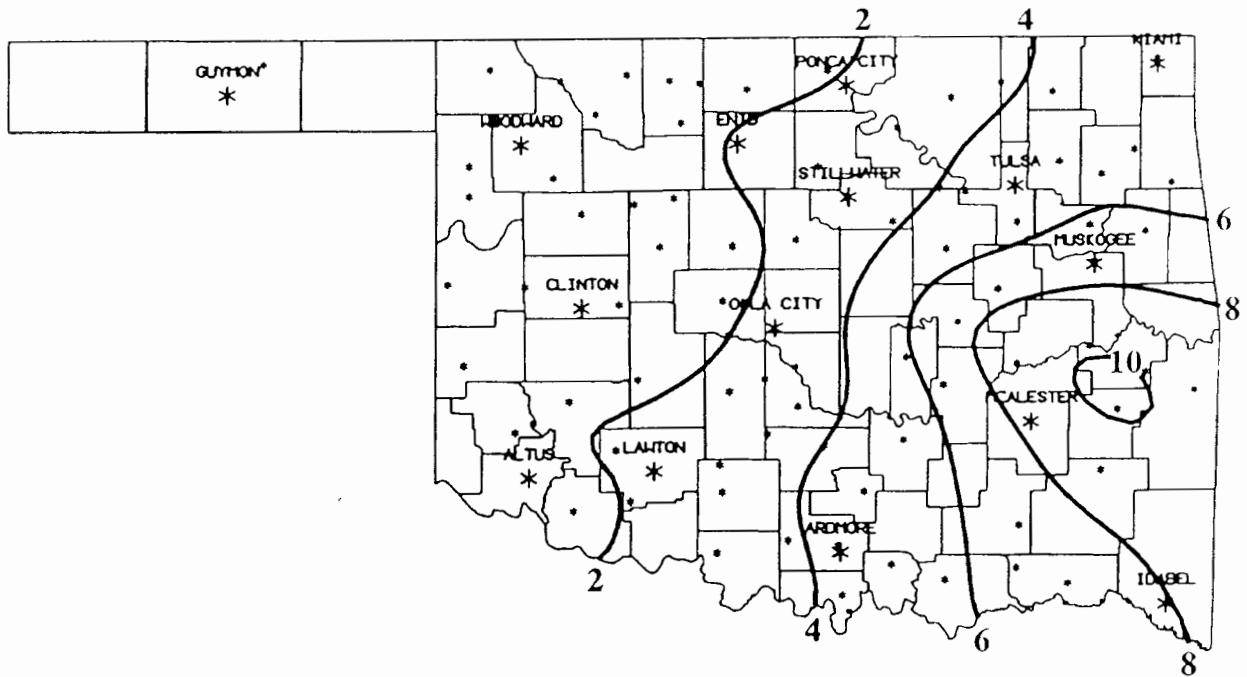 2
4
MIAMI
PONCA CITY
GUYMON
WOODWARD
ENID
TULSA
STILLWATER
6
MUSKOGEE
CLINTON
OKLA CITY
8
10
CALESTER
LAWTON
ALTUS
ARDMORE
IDABEL
2
4
6
8